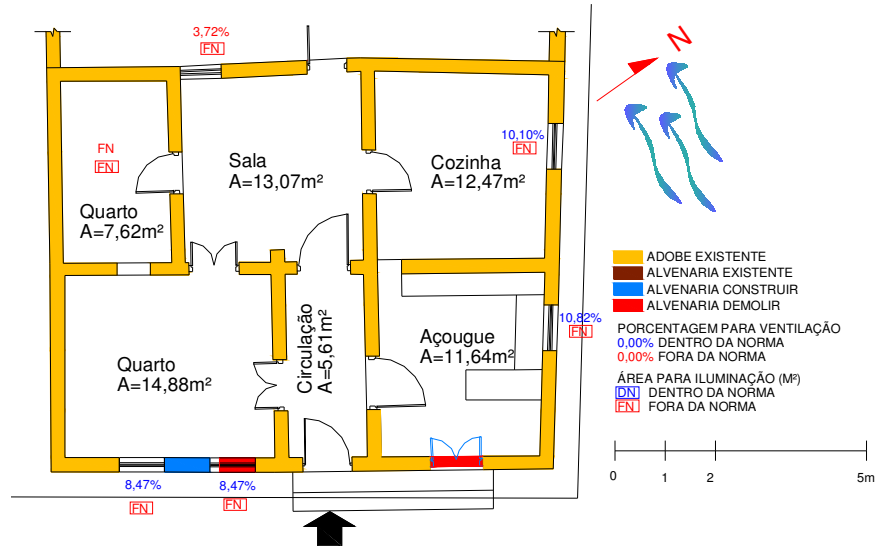 3,72%
FN
N
FN
FN
Sala
A=13,07m²
10,10%
FN
Cozinha
A=12,47m²
Quarto
A=7,62m²
ADOBE EXISTENTE
ALVENARIA EXISTENTE
ALVENARIA CONSTRUIR
ALVENARIA DEMOLIR
PORCENTAGEM PARA VENTILAÇÃO
0,00% DENTRO DA NORMA
0,00% FORA DA NORMA
ÁREA PARA ILUMINAÇÃO (M²)
DN DENTRO DA NORMA
FN FORA DA NORMA
10,82%
FN
Quarto
A=14,88m²
Circulação
A=5,61m²
Açougue
A=11,64m²
8,47%
FN
8,47%
FN
0 1 2 5m